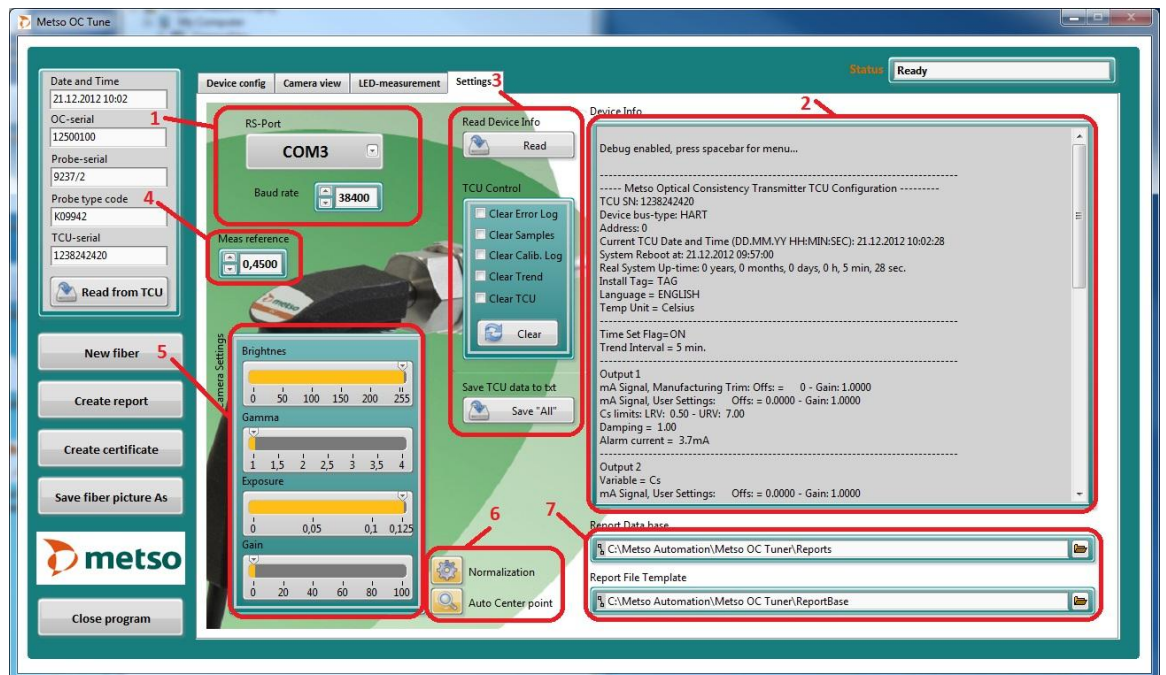 Metso OC Tune
Status Ready
Date and Time
21.12.2012 10:02
OC-serial
12500100
Probe-serial
9237/2
Probe type code
K09942
TCU-serial
1238242420
Read from TCU
New fiber
Create report
Create certificate
Save fiber picture As
metso
Close program
Device config Camera view LED-measurement Settings
1
RS-Port
COM3
Baud rate 38400
4
Meas reference
0,4500
metso
5
Camera Settings
Brightnes
0 50 100 150 200 255
Gamma
1 1,5 2 2,5 3 3,5 4
Exposure
0 0,05 0,1 0,125
Gain
0 20 40 60 80 100
3
Read Device Info
Read
TCU Control
Clear Error Log
Clear Samples
Clear Calib. Log
Clear Trend
Clear TCU
Clear
Save TCU data to txt
Save "All"
6
Normalization
Auto Center point
2
Device Info
Debug enabled, press spacebar for menu...
----- Metso Optical Consistency Transmitter TCU Configuration ---------
TCU SN: 1238242420
Device bus-type: HART
Address: 0
Current TCU Date and Time (DD.MM.YY HH:MIN:SEC): 21.12.2012 10:02:28
System Reboot at: 21.12.2012 09:57:00
Real System Up-time: 0 years, 0 months, 0 days, 0 h, 5 min, 28 sec.
Install Tag= TAG
Language = ENGLISH
Temp Unit = Celsius
Time Set Flag=ON
Trend Interval = 5 min.
Output 1
mA Signal, Manufacturing Trim: Offs: = 0 - Gain: 1.0000
mA Signal, User Settings: Offs: = 0.0000 - Gain: 1.0000
Cs limits: LRV: 0.50 - URV: 7.00
Damping = 1.00
Alarm current = 3.7mA
Output 2
Variable = Cs
mA Signal, User Settings: Offs: = 0.0000 - Gain: 1.0000
7
Report Data base
C:\Metso Automation\Metso OC Tuner\Reports
Report File Template
C:\Metso Automation\Metso OC Tuner\ReportBase